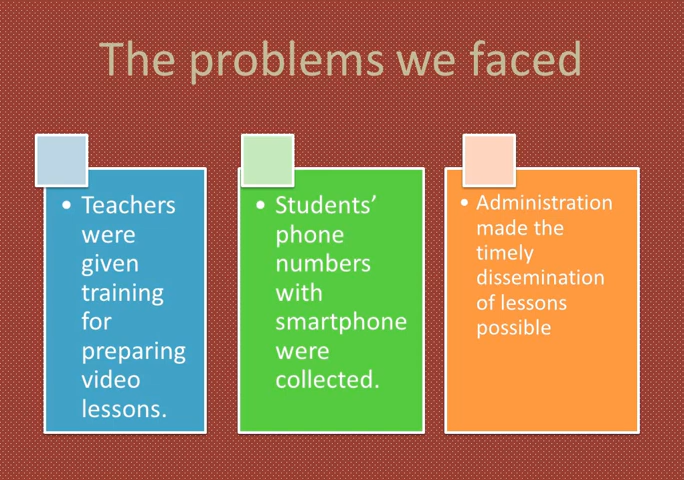 The problems we faced
• Teachers
were
given
training
for
preparing
video
lessons.
• Students’
phone
numbers
with
smartphone
were
collected.
• Administration
made the
timely
dissemination
of lessons
possible